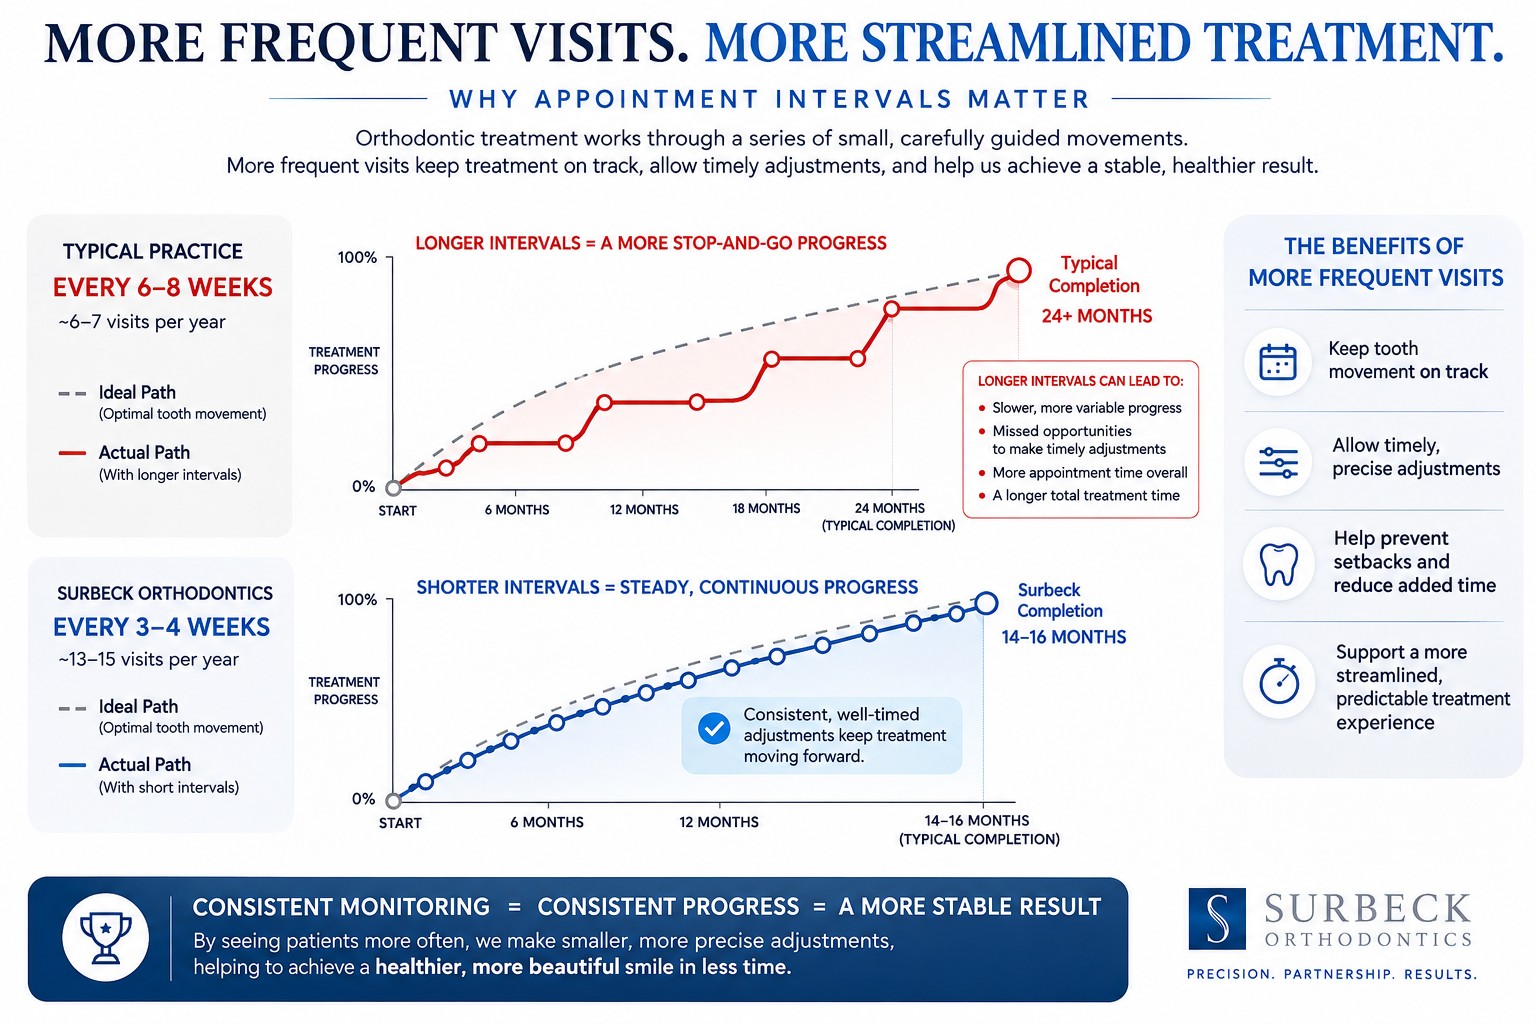 MORE FREQUENT VISITS. MORE STREAMLINED TREATMENT.
WHY APPOINTMENT INTERVALS MATTER
Orthodontic treatment works through a series of small, carefully guided movements.
More frequent visits keep treatment on track, allow timely adjustments, and help us achieve a stable, healthier result.
TYPICAL PRACTICE
EVERY 6–8 WEEKS
~6–7 visits per year
Ideal Path
(Optimal tooth movement)
Actual Path
(With longer intervals)
LONGER INTERVALS = A MORE STOP-AND-GO PROGRESS
100%
TREATMENT
PROGRESS
0%
START
6 MONTHS
12 MONTHS
18 MONTHS
24 MONTHS
(TYPICAL COMPLETION)
Typical
Completion
24+ MONTHS
LONGER INTERVALS CAN LEAD TO:
• Slower, more variable progress
• Missed opportunities
to make timely adjustments
• More appointment time overall
• A longer total treatment time
SURBECK ORTHODONTICS
EVERY 3–4 WEEKS
~13–15 visits per year
Ideal Path
(Optimal tooth movement)
Actual Path
(With short intervals)
SHORTER INTERVALS = STEADY, CONTINUOUS PROGRESS
100%
TREATMENT
PROGRESS
0%
START
6 MONTHS
12 MONTHS
14–16 MONTHS
(TYPICAL COMPLETION)
Surbeck
Completion
14–16 MONTHS
Consistent, well-timed
adjustments keep treatment
moving forward.
THE BENEFITS OF
MORE FREQUENT VISITS
Keep tooth
movement on track
Allow timely,
precise adjustments
Help prevent
setbacks and
reduce added time
Support a more
streamlined,
predictable treatment
experience
CONSISTENT MONITORING = CONSISTENT PROGRESS = A MORE STABLE RESULT
By seeing patients more often, we make smaller, more precise adjustments,
helping to achieve a healthier, more beautiful smile in less time.
S
SURBECK
ORTHODONTICS
PRECISION. PARTNERSHIP. RESULTS.